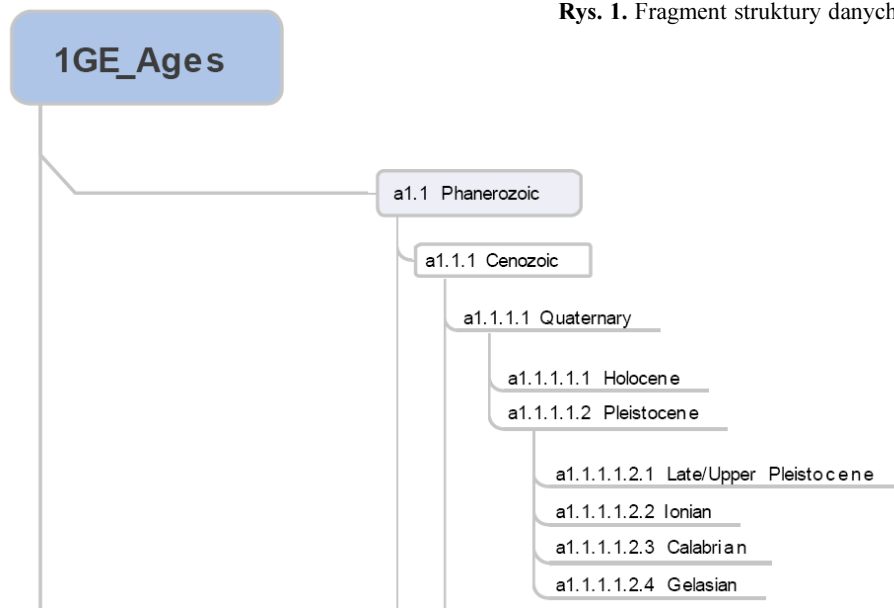 Rys. 1. Fragment struktury danych
1GE_Ages
a1.1 Phanerozoic
a1.1.1 Cenozoic
a1.1.1.1 Quaternary
a1.1.1.1.1 Holocene
a1.1.1.1.2 Pleistocene
a1.1.1.1.2.1 Late/Upper Pleistocene
a1.1.1.1.2.2 Ionian
a1.1.1.1.2.3 Calabrian
a1.1.1.1.2.4 Gelasian